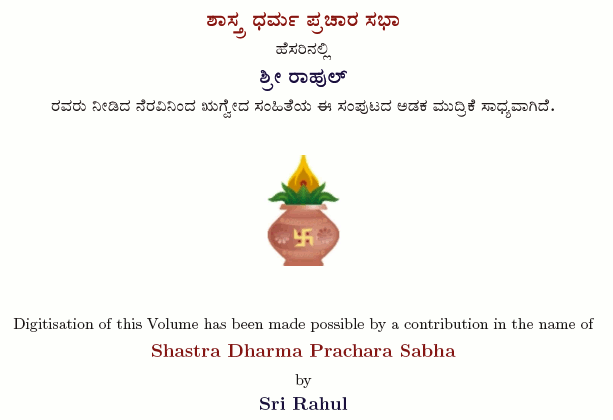 ಶಾಸ್ತ್ರ ಧರ್ಮ ಪ್ರಚಾರ ಸಭಾ
ಹೆಸರಿನಲ್ಲಿ
ಶ್ರೀ ರಾಹುಲ್
ರವರು ನೀಡಿದ ನೆರವಿನಿಂದ ಋಗ್ವೇದ ಸಂಹಿತೆಯ ಈ ಸಂಪುಟದ ಅಡಕ ಮುದ್ರಿಕೆ ಸಾಧ್ಯವಾಗಿದೆ.
Digitisation of this Volume has been made possible by a contribution in the name of
Shastra Dharma Prachara Sabha
by
Sri Rahul